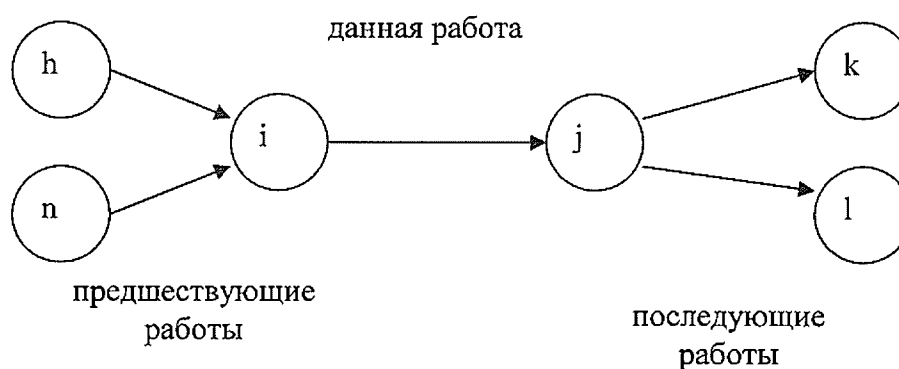 данная работа
h
k
i
j
n
l
предшествующие
работы
последующие
работы